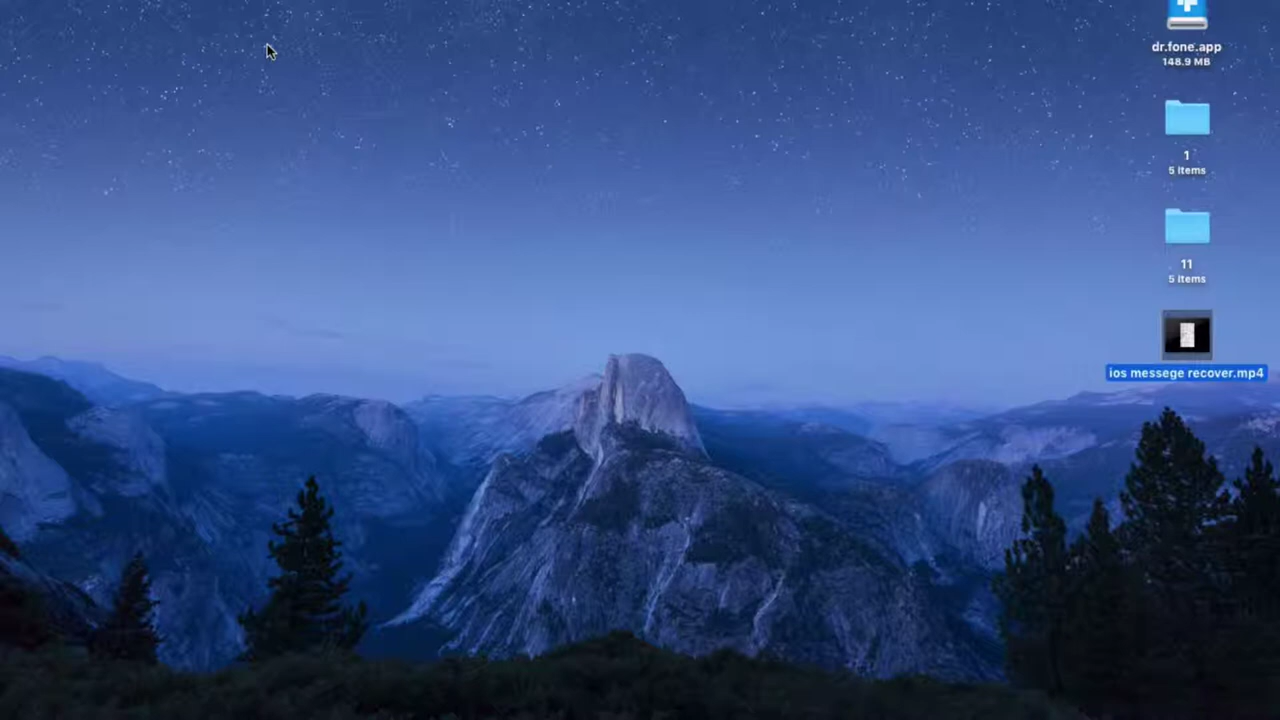 dr.fone.app
148.9 MB
1
5 items
11
5 items
ios messege recover.mp4